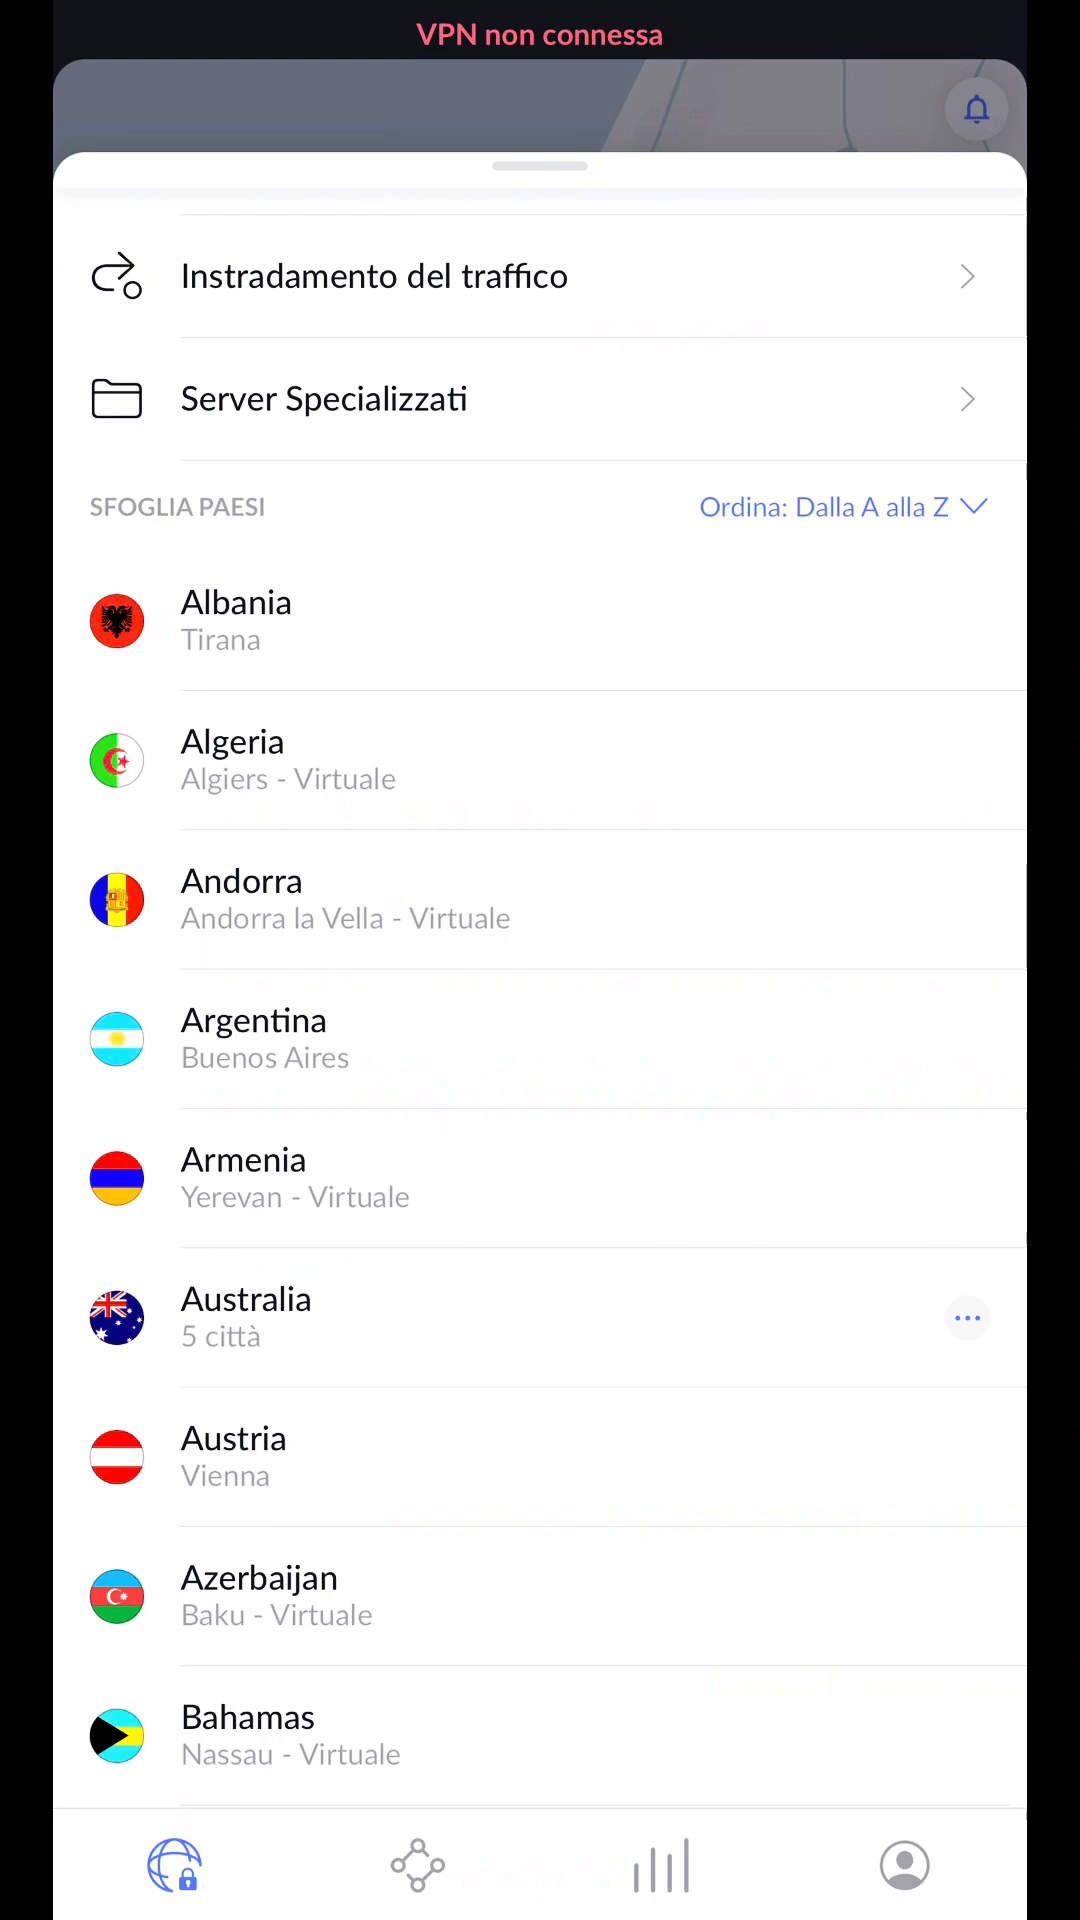 VPN non connessa
Instradamento del traffico
Server Specializzati
SFOGLIA PAESI
Ordina: Dalla A alla Z
Albania
Tirana
Algeria
Algiers - Virtuale
Andorra
Andorra la Vella - Virtuale
Argentina
Buenos Aires
Armenia
Yerevan - Virtuale
Australia
5 città
Austria
Vienna
Azerbaijan
Baku - Virtuale
Bahamas
Nassau - Virtuale